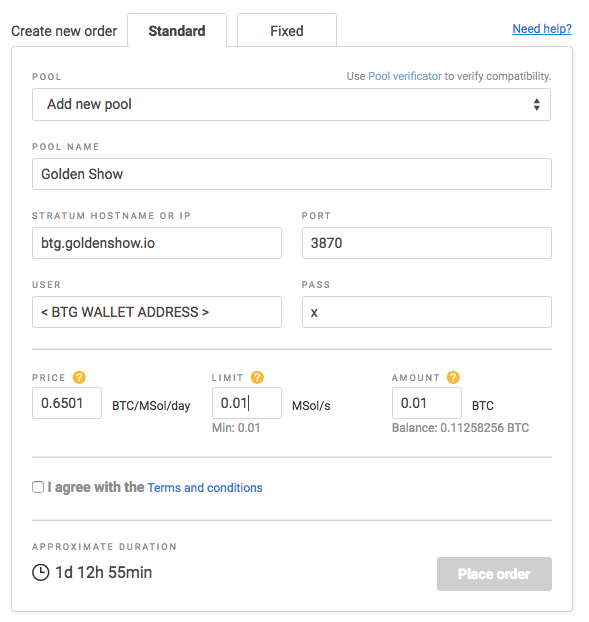 Create new order Standard Fixed Need help?
POOL Use Pool verificator to verify compatibility.
Add new pool
POOL NAME
Golden Show
STRATUM HOSTNAME OR IP PORT
btg.goldenshow.io 3870
USER PASS
< BTG WALLET ADDRESS > x
PRICE ? LIMIT ? AMOUNT ?
0.6501 BTC/MSol/day 0.01 MSol/s 0.01 BTC
Min: 0.01 Balance: 0.11258256 BTC
I agree with the Terms and conditions
APPROXIMATE DURATION
1d 12h 55min Place order